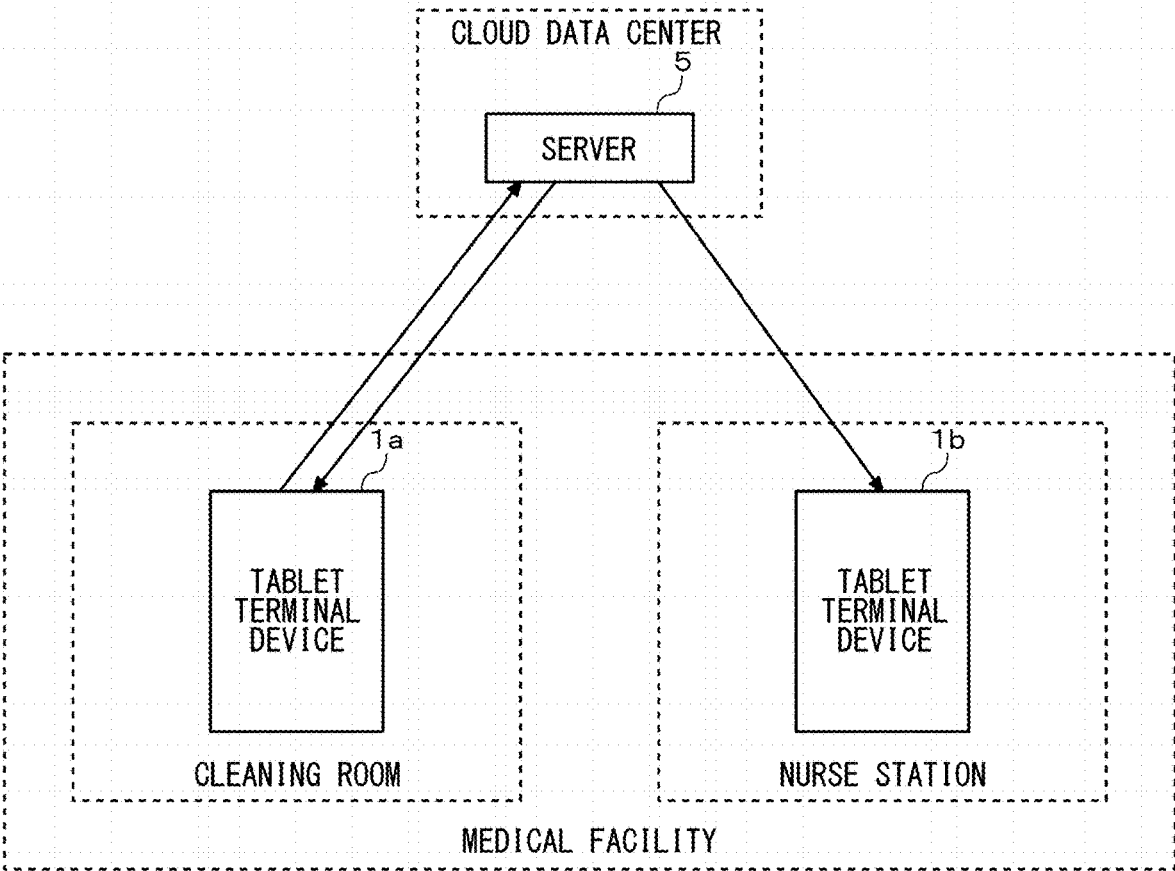 CLOUD DATA CENTER
5
SERVER
1a
1b
TABLET
TERMINAL
DEVICE
TABLET
TERMINAL
DEVICE
CLEANING ROOM
NURSE STATION
MEDICAL FACILITY